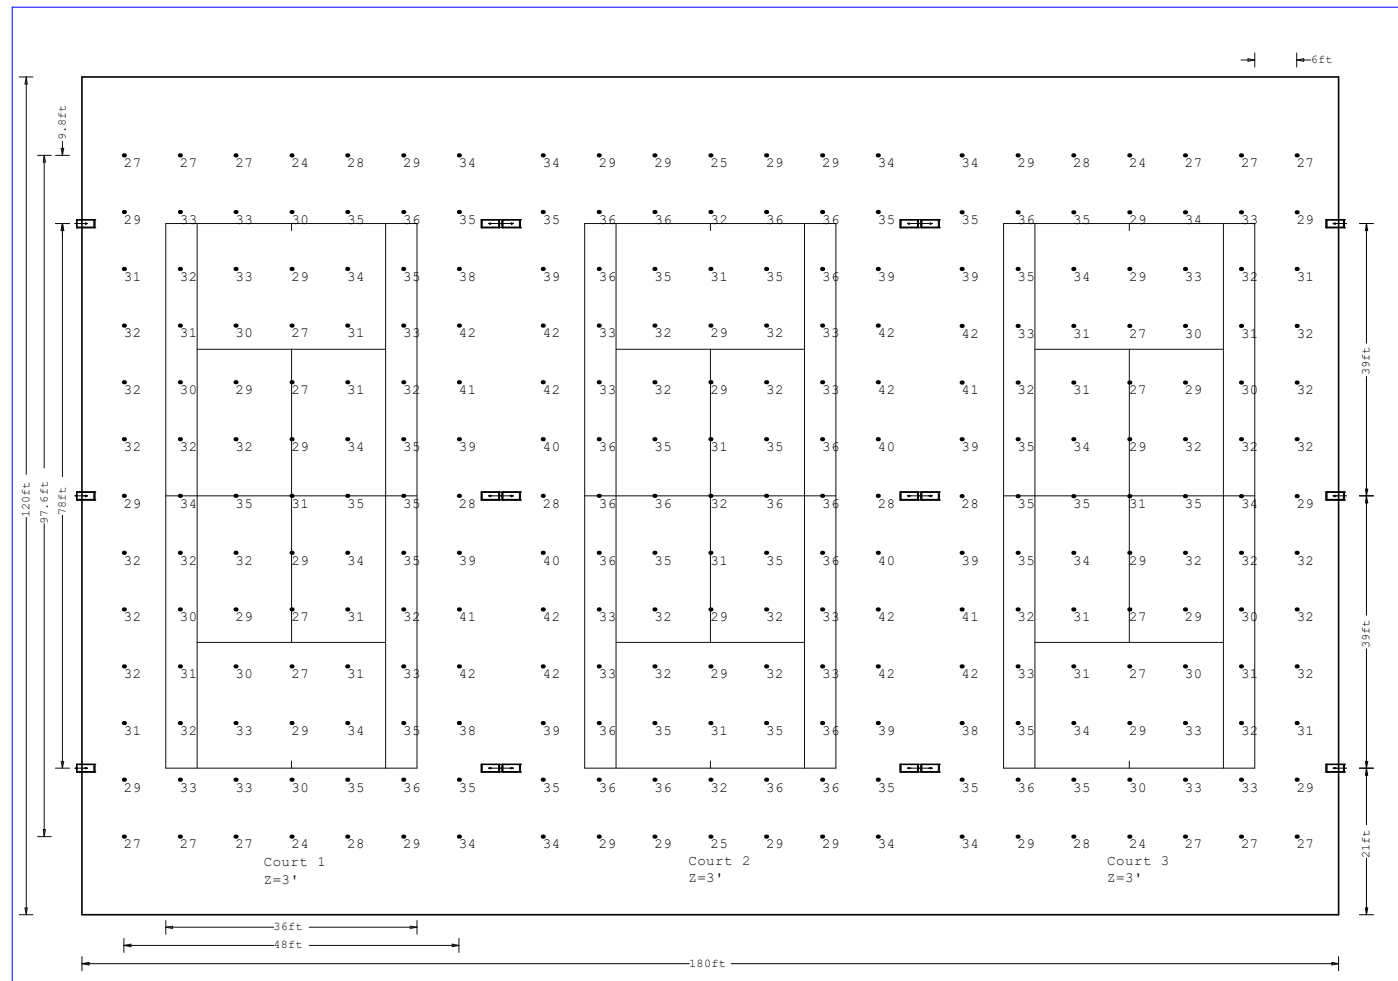 6ft
9.8ft
27 27 27 24 28 29 34 34 29 29 25 29 29 34 34 29 28 24 27 27 27
29 33 33 30 35 36 35 35 36 36 32 36 36 35 35 36 35 29 34 33 29
31 32 33 29 34 35 38 39 36 35 31 35 36 39 39 35 34 29 33 32 31
32 31 30 27 31 33 42 42 33 32 29 32 33 42 42 33 31 27 30 31 32
39ft
32 30 29 27 31 32 41 42 33 32 29 32 33 42 41 32 31 27 29 30 32
32 32 32 29 34 35 39 40 36 35 31 35 36 40 39 35 34 29 32 32 32
120ft
97.6ft
78ft
29 34 35 31 35 35 28 28 36 36 32 36 36 28 28 35 35 31 35 34 29
32 32 32 29 34 35 39 40 36 35 31 35 36 40 39 35 34 29 32 32 32
32 30 29 27 31 32 41 42 33 32 29 32 33 42 41 32 31 27 29 30 32
39ft
32 31 30 27 31 33 42 42 33 32 29 32 33 42 42 33 31 27 30 31 32
31 32 33 29 34 35 38 39 36 35 31 35 36 39 38 35 34 29 33 32 31
29 33 33 30 35 36 35 35 36 36 32 36 36 35 35 36 35 30 33 33 29
27 27 27 24 28 29 34 34 29 29 25 29 29 34 34 29 28 24 27 27 27
21ft
Court 1
Z=3'
Court 2
Z=3'
Court 3
Z=3'
36ft
48ft
180ft